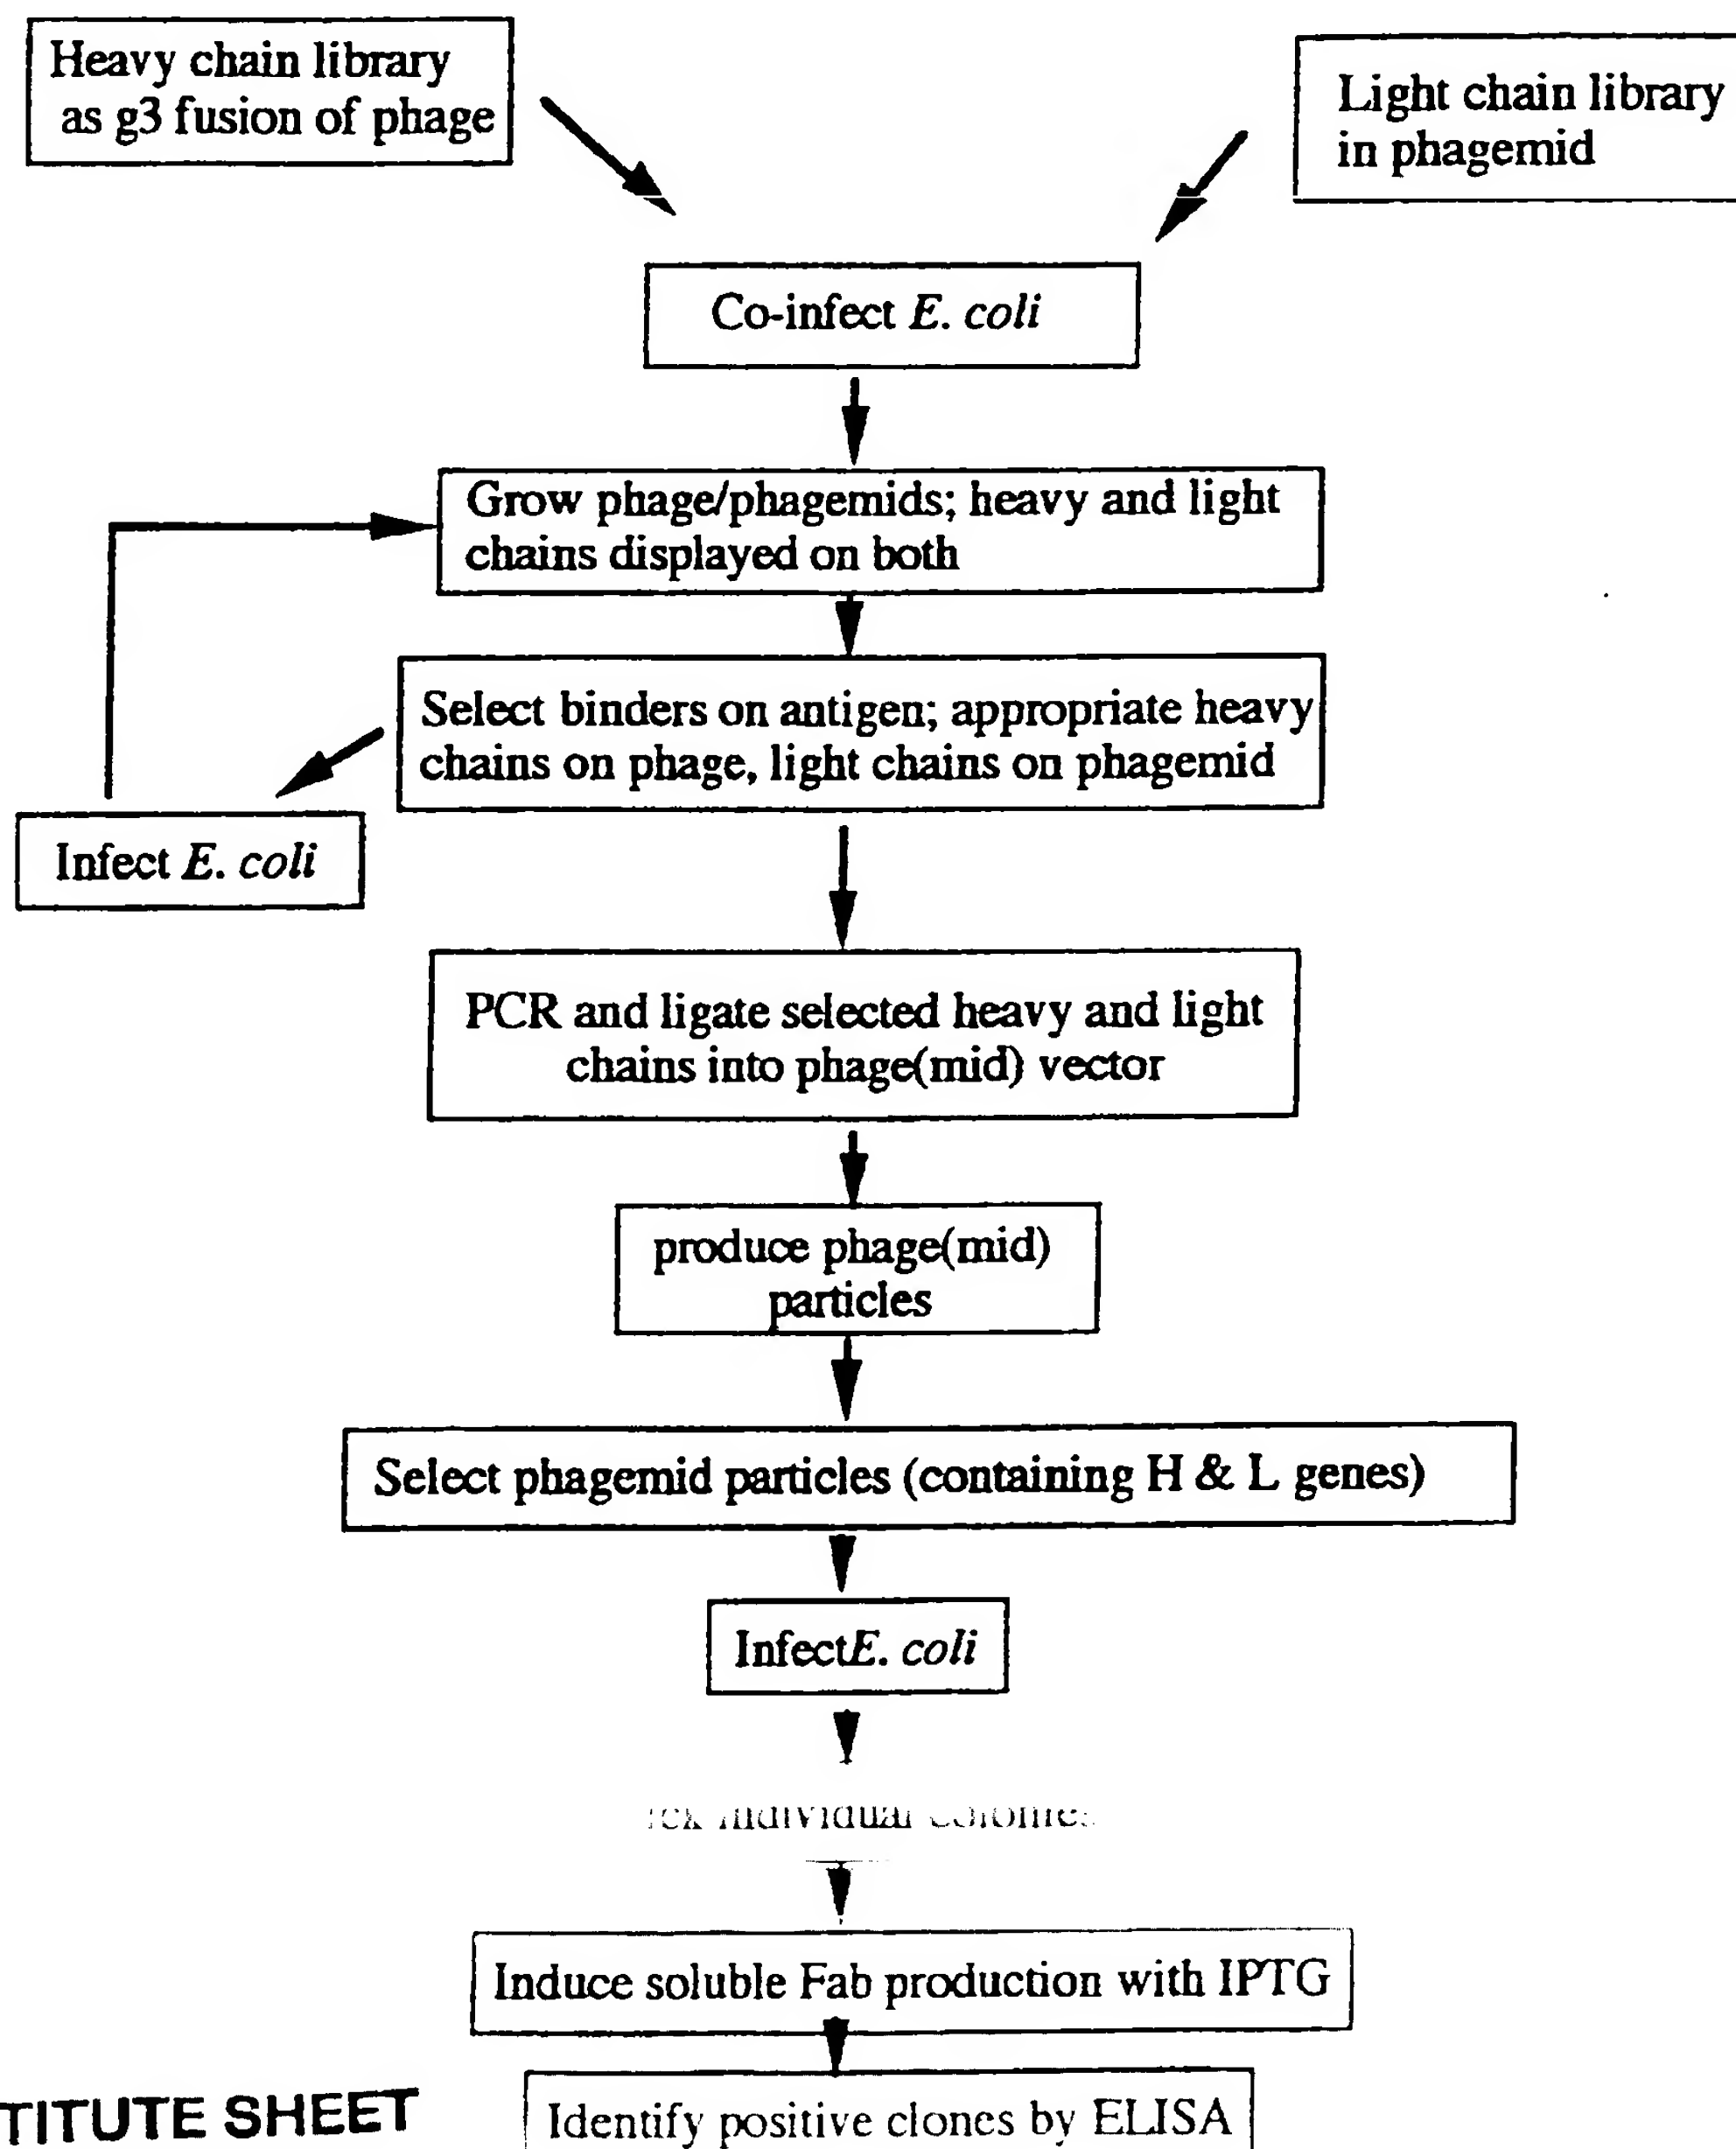 Heavy chain library
as g3 fusion of phage
Light chain library
in phagemid
Co-infect E. coli
Grow phage/phagemids; heavy and light
chains displayed on both
Select binders on antigen; appropriate heavy
chains on phage, light chains on phagemid
Infect E. coli
PCR and ligate selected heavy and light
chains into phage(mid) vector
produce phage(mid)
particles
Select phagemid particles (containing H & L genes)
InfectE. coli
individual colonies
Induce soluble Fab production with IPTG
Identify positive clones by ELISA
TITUTE SHEET